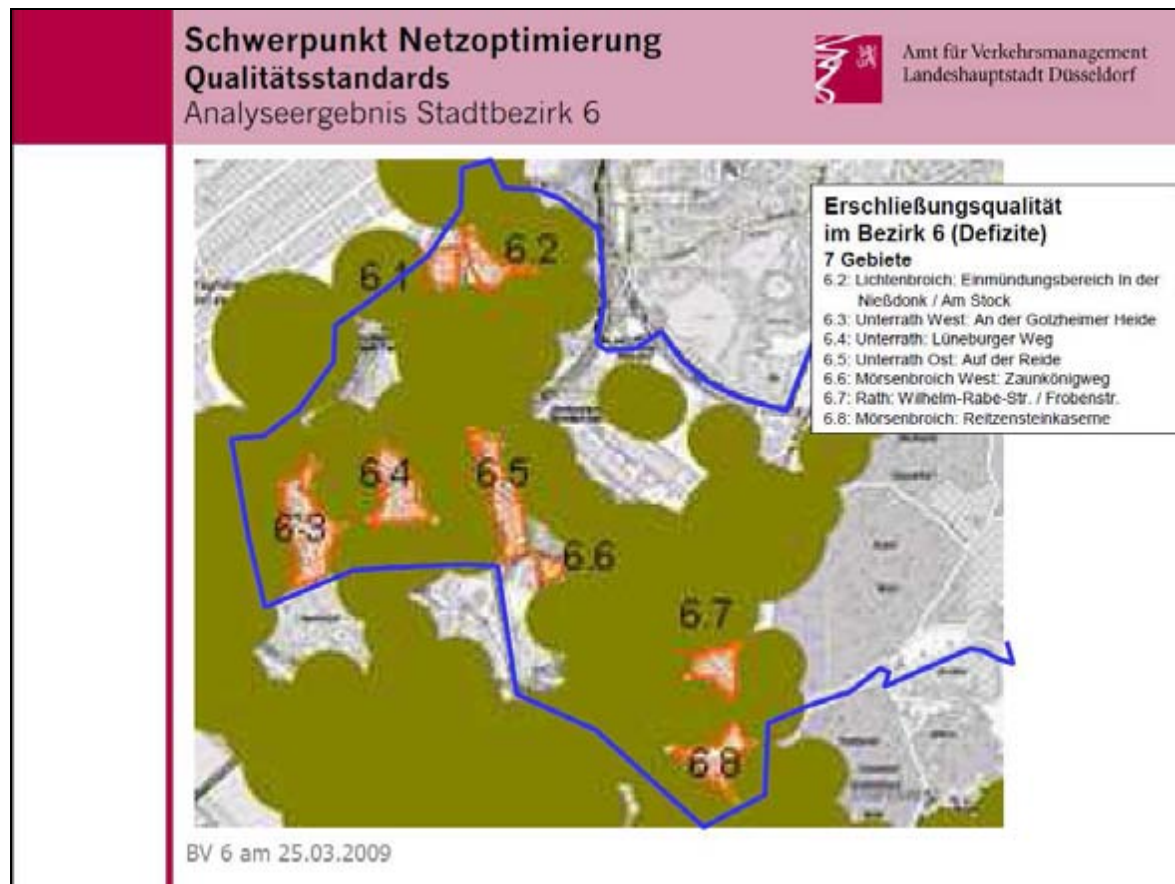 Schwerpunkt Netzoptimierung
Qualitätsstandards
Analyseergebnis Stadtbezirk 6
Amt für Verkehrsmanagement
Landeshauptstadt Düsseldorf
Erschließungsqualität
im Bezirk 6 (Defizite)
7 Gebiete
6.2: Lichtenbroich: Einmündungsbereich In der
Nießdonk / Am Stock
6.3: Unterrath West: An der Golzheimer Heide
6.4: Unterrath: Lüneburger Weg
6.5: Unterrath Ost: Auf der Reide
6.6: Mörsenbroich West: Zaunkönigweg
6.7: Rath: Wilhelm-Rabe-Str. / Frobenstr.
6.8: Mörsenbroich: Reitzensteinkaserne
6.1
6.2
6.3
6.4
6.5
6.6
6.7
6.8
BV 6 am 25.03.2009